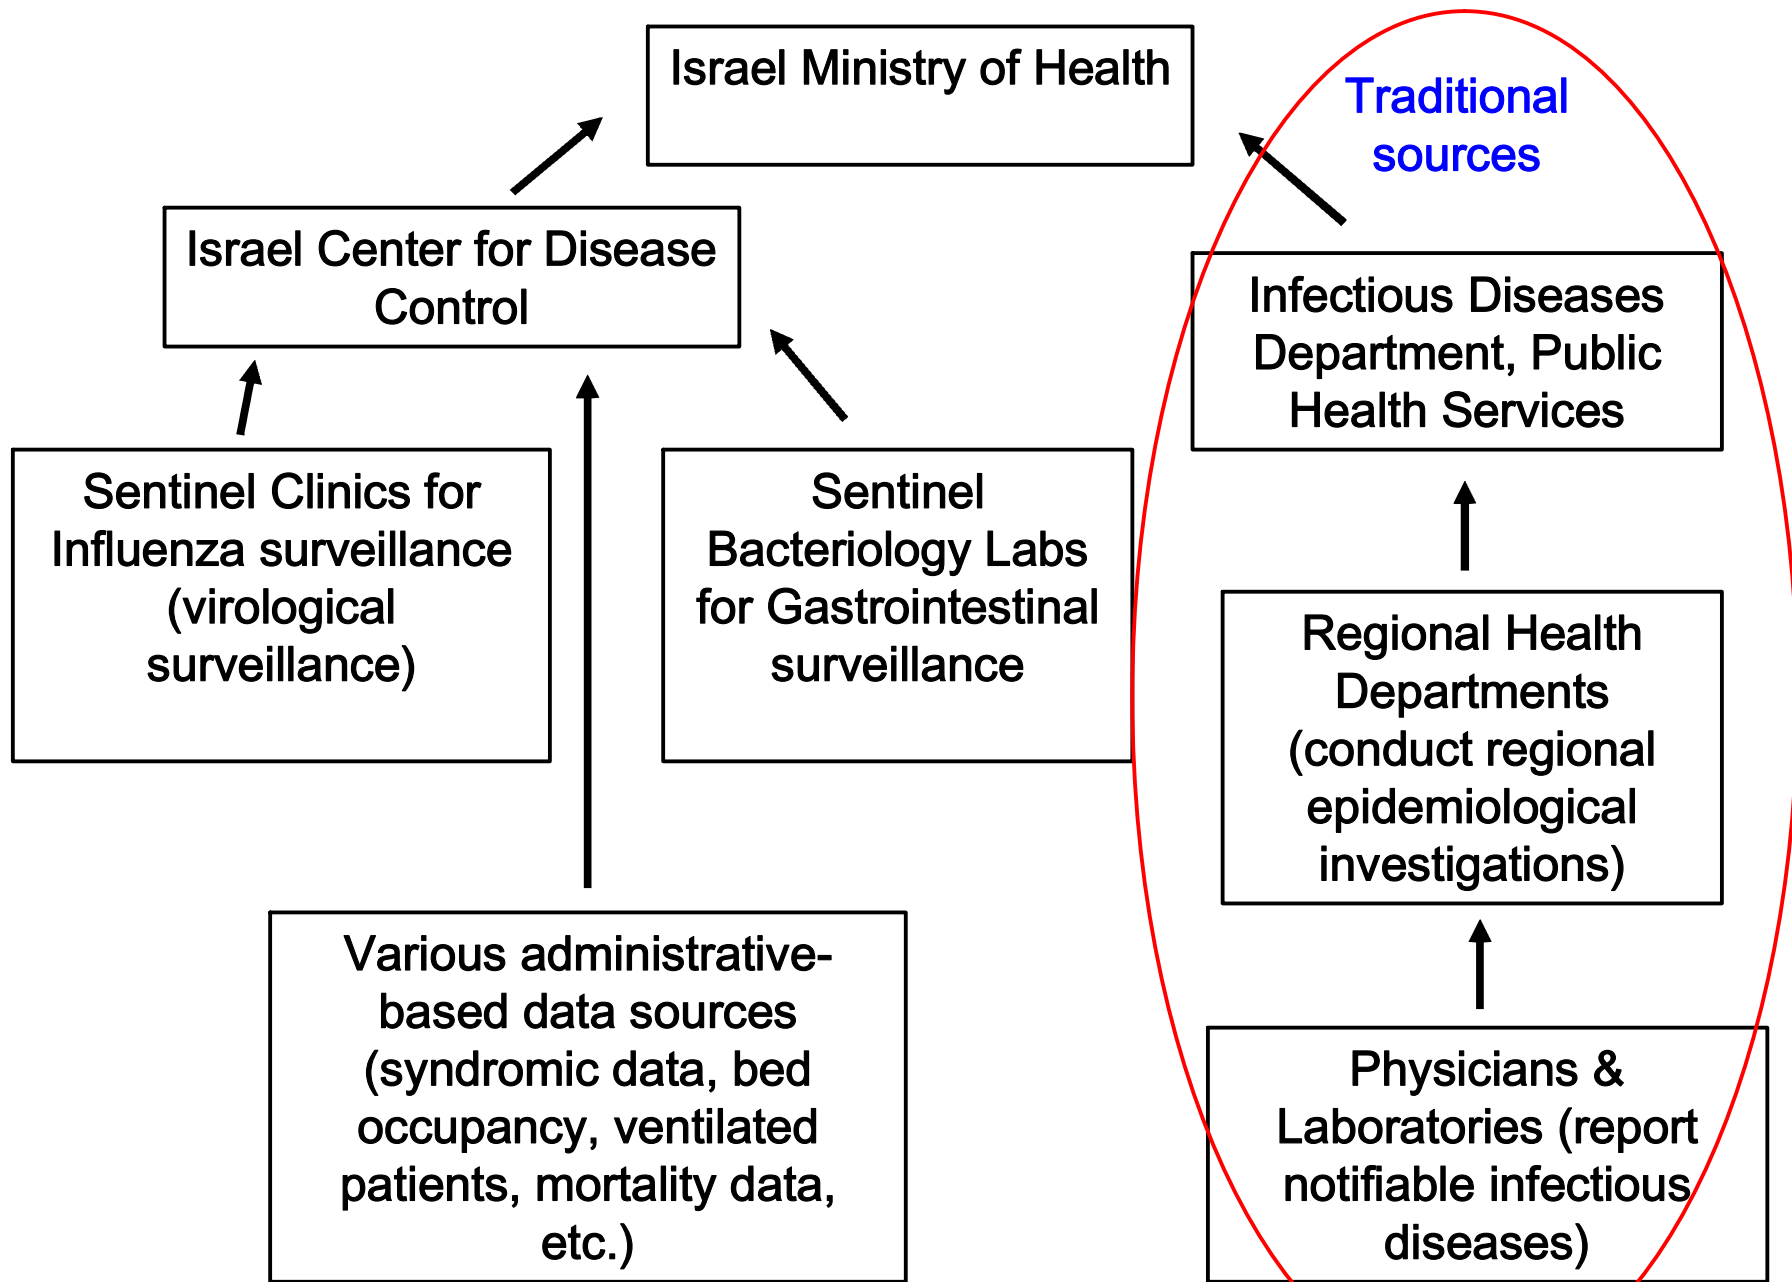 Israel Ministry of Health
Traditional
sources
Israel Center for Disease
Control
Infectious Diseases
Department, Public
Health Services
Sentinel Clinics for
Influenza surveillance
(virological
surveillance)
Sentinel
Bacteriology Labs
for Gastrointestinal
surveillance
Regional Health
Departments
(conduct regional
epidemiological
investigations)
Various administrative-
based data sources
(syndromic data, bed
occupancy, ventilated
patients, mortality data,
etc.)
Physicians &
Laboratories (report
notifiable infectious
diseases)